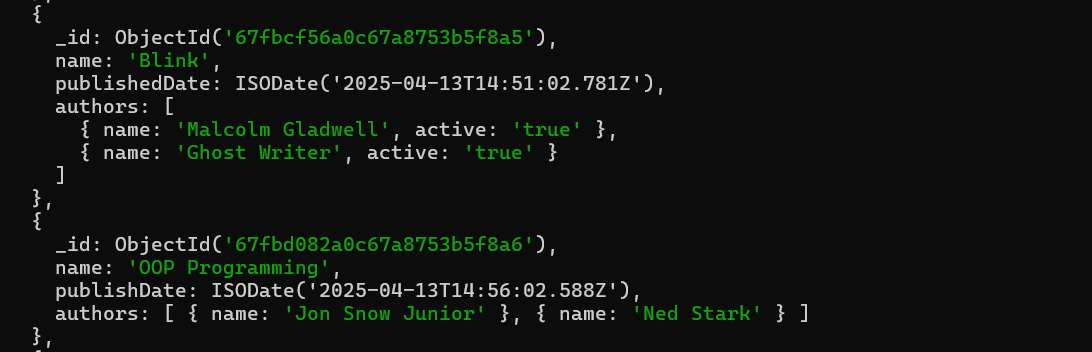 {
_id: ObjectId('67fbcf56a0c67a8753b5f8a5'),
name: 'Blink',
publishedDate: ISODate('2025-04-13T14:51:02.781Z'),
authors: [
{ name: 'Malcolm Gladwell', active: 'true' },
{ name: 'Ghost Writer', active: 'true' }
]
},
{
_id: ObjectId('67fbd082a0c67a8753b5f8a6'),
name: 'OOP Programming',
publishDate: ISODate('2025-04-13T14:56:02.588Z'),
authors: [ { name: 'Jon Snow Junior' }, { name: 'Ned Stark' } ]
},